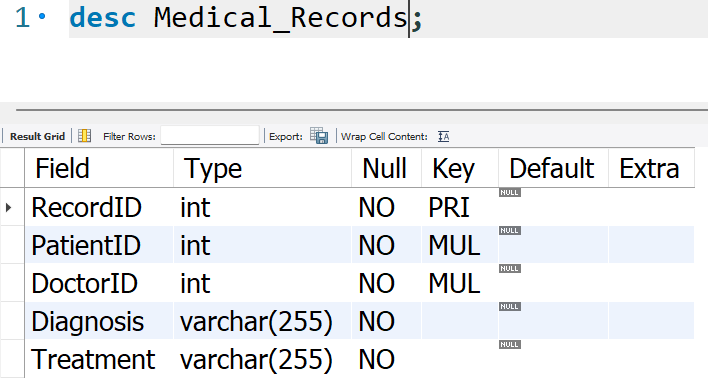 1 desc Medical_Records;
Result Grid Filter Rows: Export: Wrap Cell Content: IA
Field Type Null Key Default Extra
RecordID int NO PRI NULL
PatientID int NO MUL NULL
DoctorID int NO MUL NULL
Diagnosis varchar(255) NO NULL
Treatment varchar(255) NO NULL